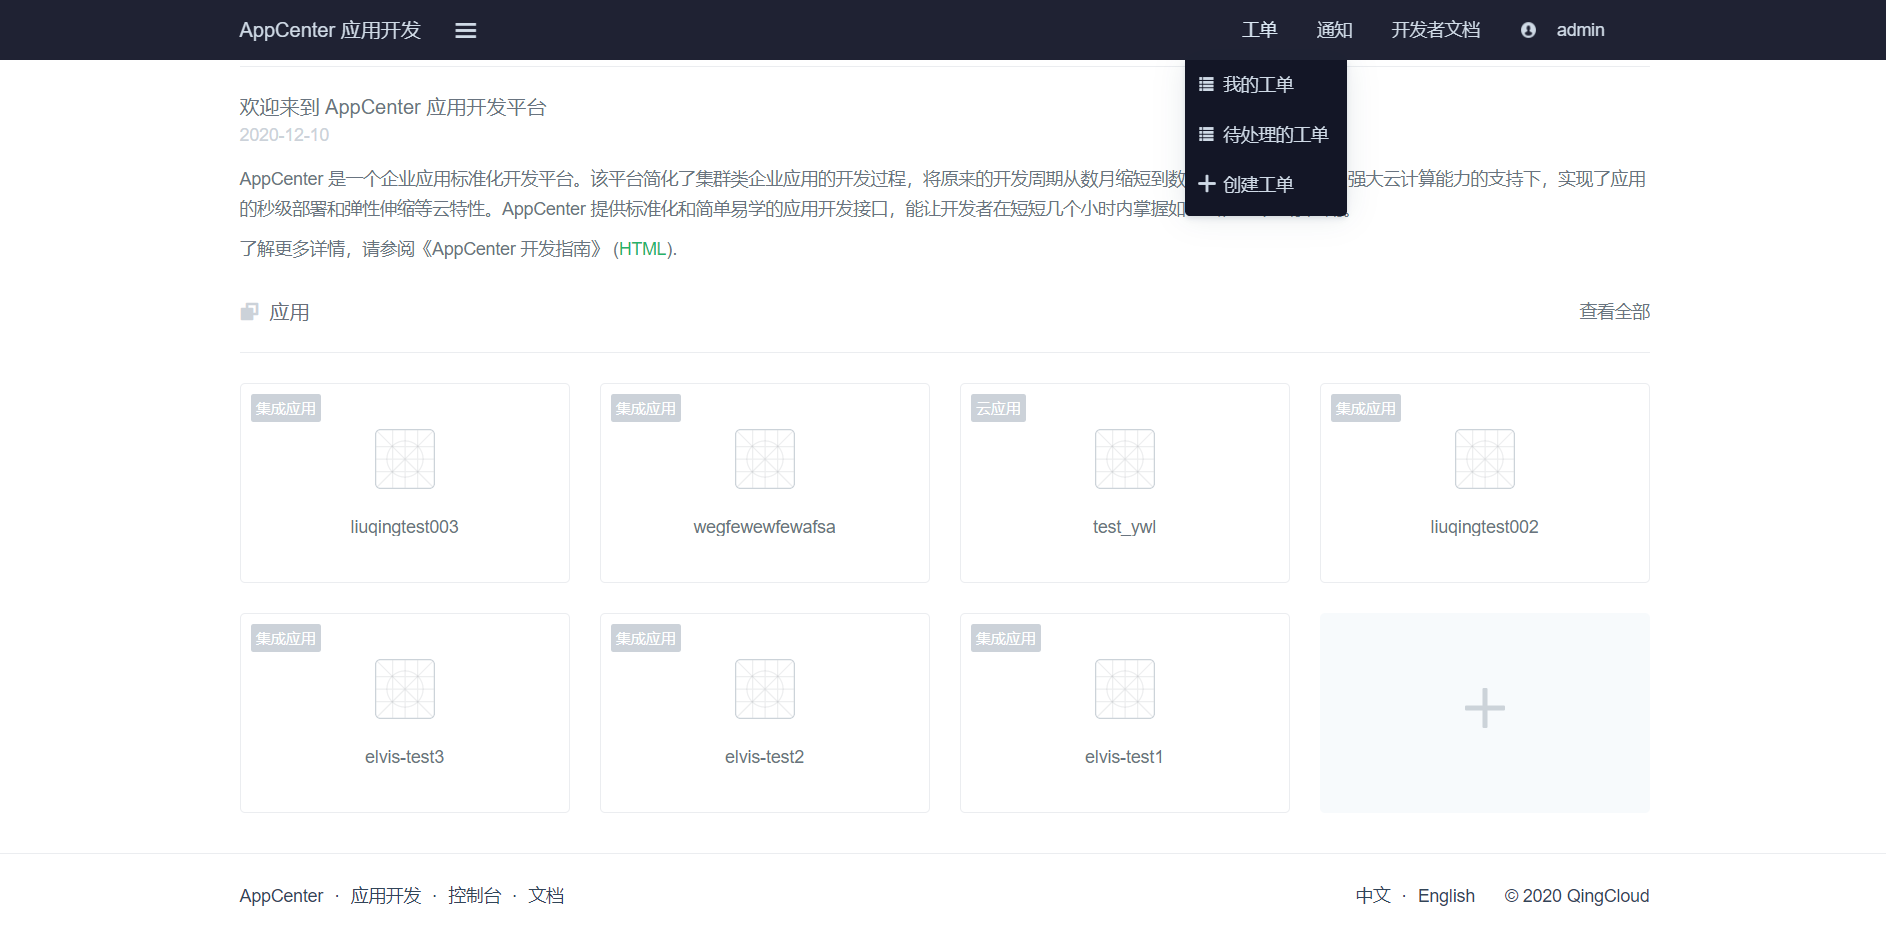 AppCenter 应用开发
工单 通知 开发者文档 admin
我的工单
待处理的工单
创建工单
欢迎来到 AppCenter 应用开发平台
2020-12-10
AppCenter 是一个企业应用标准化开发平台。该平台简化了集群类企业应用的开发过程，将原来的开发周期从数月缩短到数 强大云计算能力的支持下，实现了应用
的秒级部署和弹性伸缩等云特性。AppCenter 提供标准化和简单易学的应用开发接口，能让开发者在短短几个小时内掌握如
了解更多详情，请参阅《AppCenter 开发指南》 (HTML).
应用 查看全部
集成应用
liuqingtest003
集成应用
wegfewewfewafsa
云应用
test_ywl
集成应用
liuqingtest002
集成应用
elvis-test3
集成应用
elvis-test2
集成应用
elvis-test1
AppCenter · 应用开发 · 控制台 · 文档
中文 · English © 2020 QingCloud